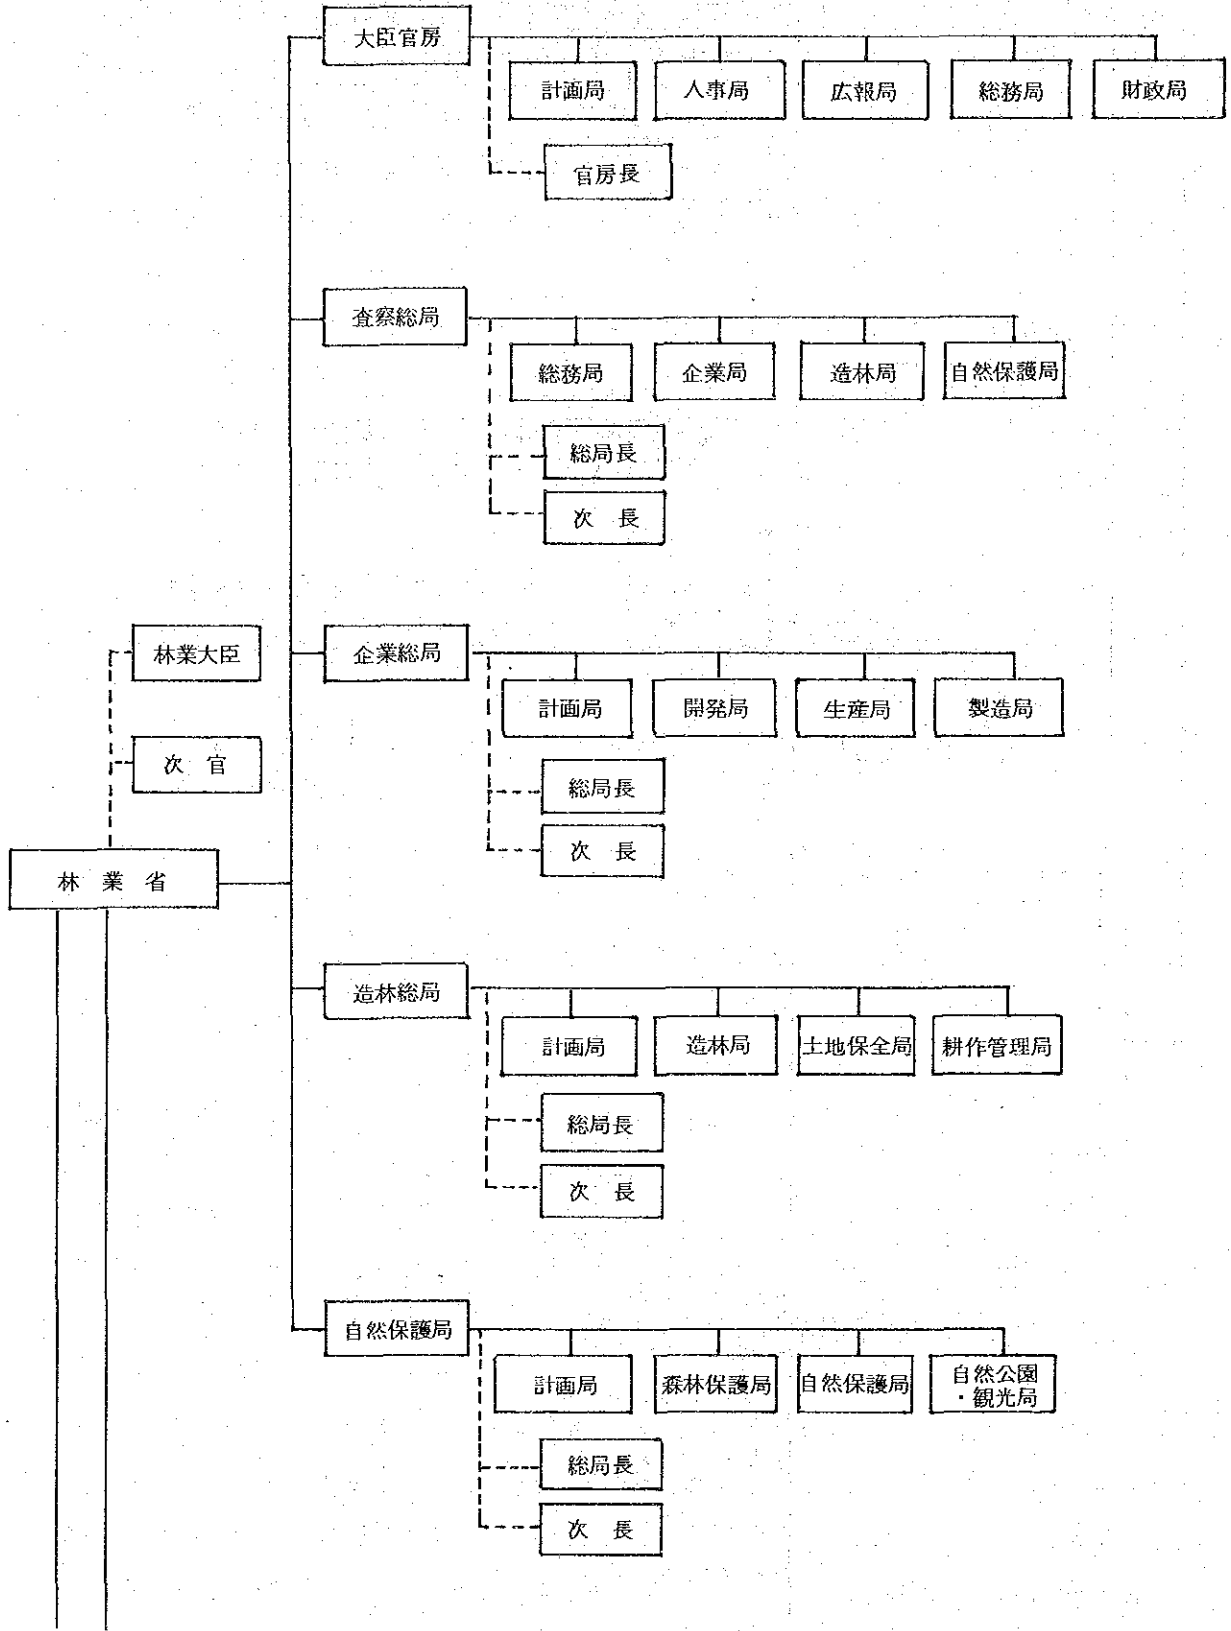 大臣官房
計画局
人事局
広報局
総務局
財政局
官房長
査察総局
総務局
企業局
造林局
自然保護局
総局長
次 長
林業大臣
次 官
林 業 省
企業総局
計画局
開発局
生産局
製造局
総局長
次 長
造林総局
計画局
造林局
土地保全局
耕作管理局
総局長
次 長
自然保護局
計画局
森林保護局
自然保護局
自然公園
・観光局
総局長
次 長